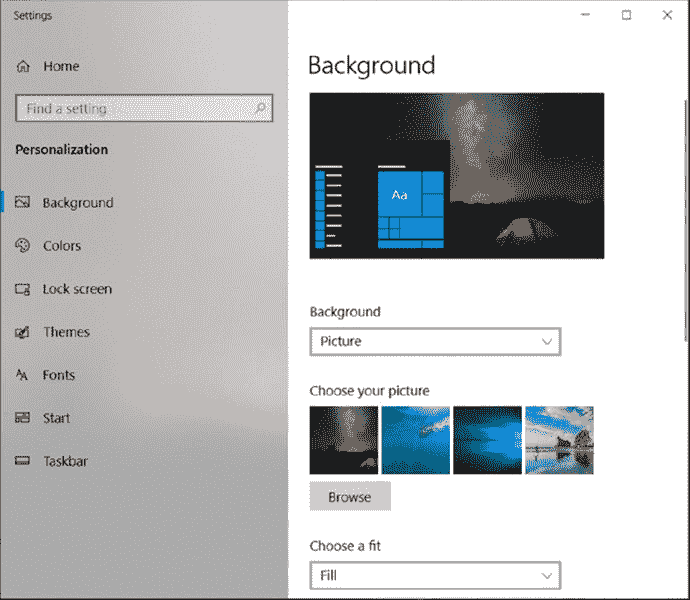 Settings
Home
Find a setting
Personalization
Background
Colors
Lock screen
Themes
Fonts
Start
Taskbar
Background
Aa
Background
Picture
Choose your picture
Browse
Choose a fit
Fill